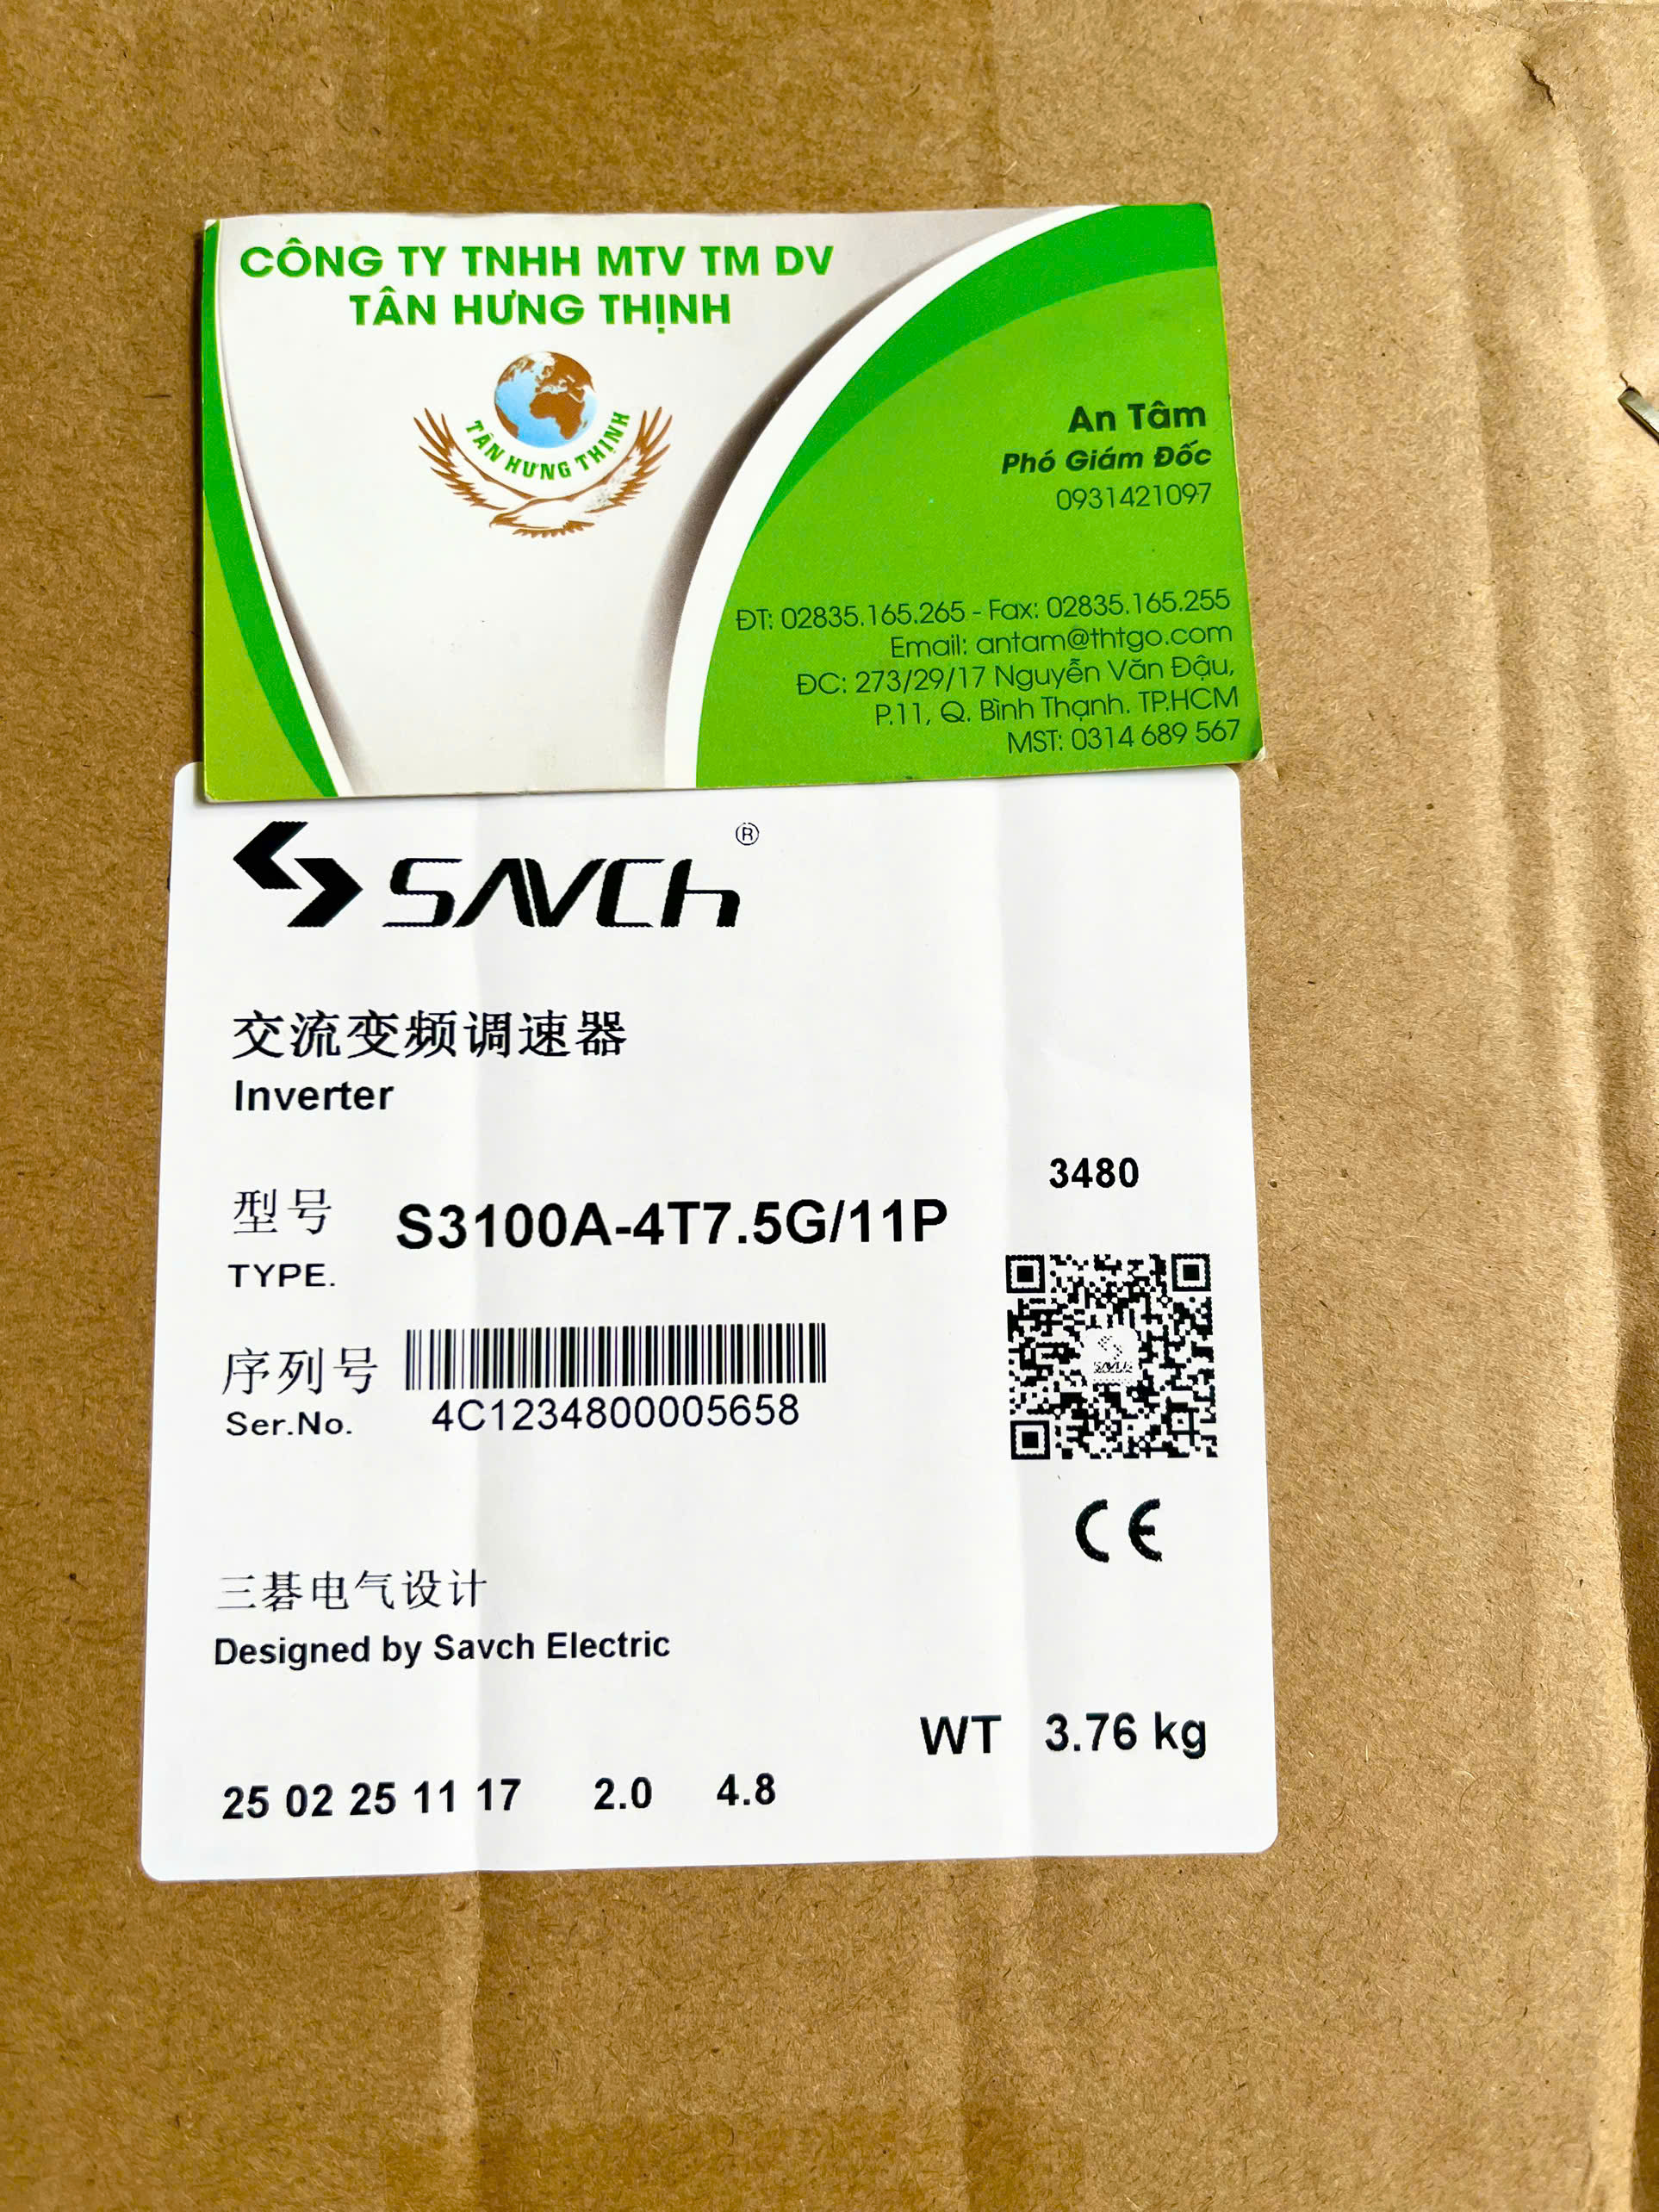 CÔNG TY TNHH MTV TM DV
TÂN HƯNG THỊNH
TÂN HƯNG THỊNH
An Tâm
Phó Giám Đốc
0931421097
ĐT: 02835.165.265 - Fax: 02835.165.255
Email: antam@thtgo.com
ĐC: 273/29/17 Nguyễn Văn Đậu,
P.11, Q. Bình Thạnh. TP.HCM
MST: 0314 689 567
SAVCh ®
交流变频调速器
Inverter
3480
型号 S3100A-4T7.5G/11P
TYPE.
序列号
Ser.No. 4C1234800005658
SAVCh
CE
三碁电气设计
Designed by Savch Electric
WT 3.76 kg
25 02 25 11 17 2.0 4.8